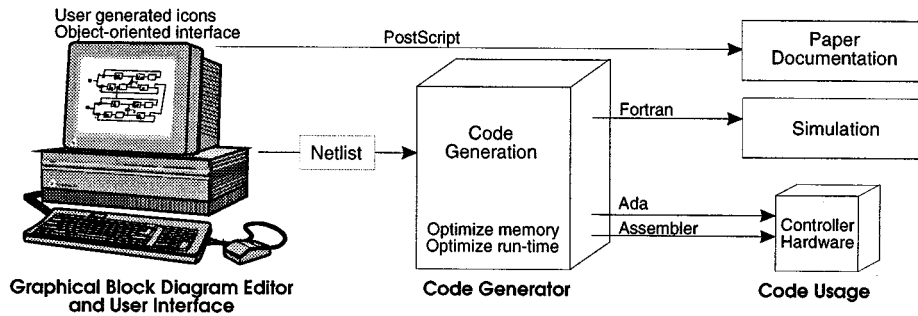 User generated icons
Object-oriented interface
PostScript
Paper
Documentation
Fortran
Simulation
Code
Generation
Netlist
Ada
Assembler
Optimize memory
Optimize run-time
Controller
Hardware
Graphical Block Diagram Editor
and User Interface
Code Generator
Code Usage